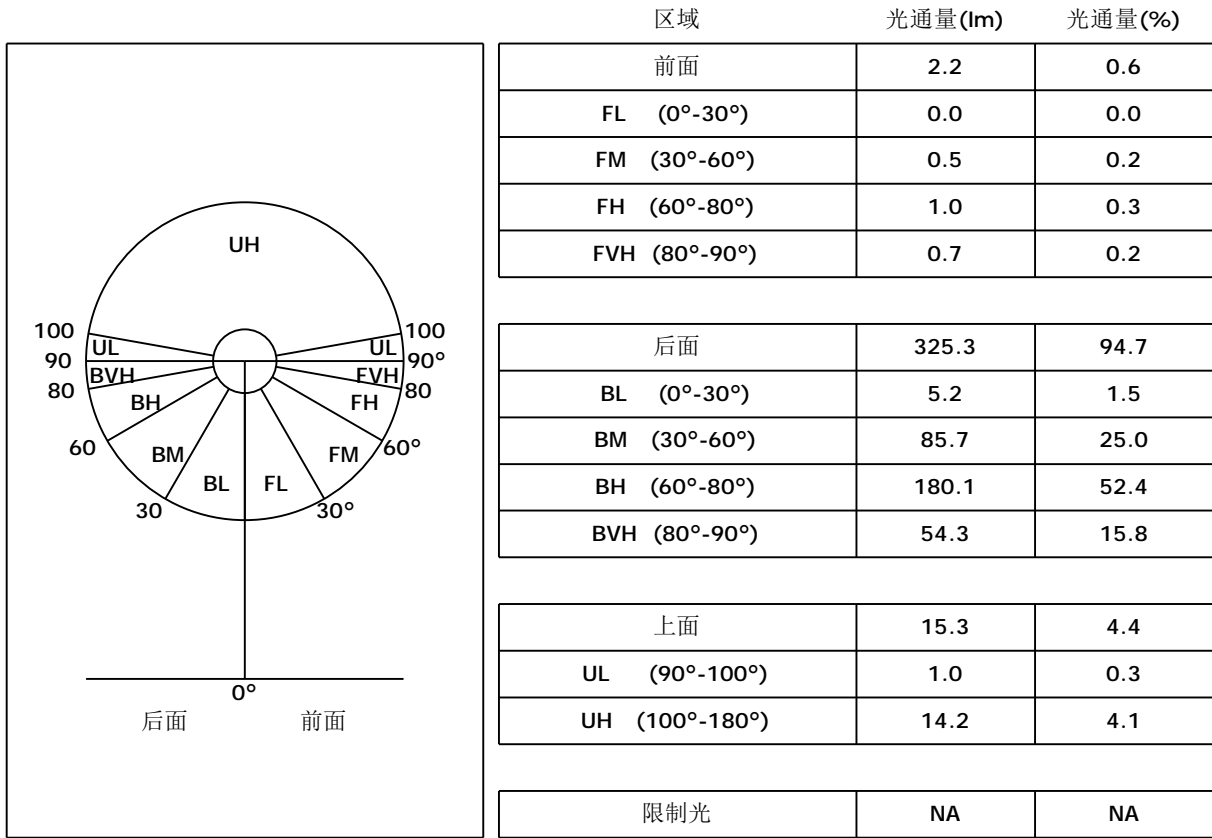 区域 光通量(lm) 光通量(%)
前面 2.2 0.6
FL (0°-30°) 0.0 0.0
FM (30°-60°) 0.5 0.2
FH (60°-80°) 1.0 0.3
FVH (80°-90°) 0.7 0.2
后面 325.3 94.7
BL (0°-30°) 5.2 1.5
BM (30°-60°) 85.7 25.0
BH (60°-80°) 180.1 52.4
BVH (80°-90°) 54.3 15.8
上面 15.3 4.4
UL (90°-100°) 1.0 0.3
UH (100°-180°) 14.2 4.1
限制光 NA NA
UH
100 100
UL UL
90 90°
BVH FVH
80 80
BH FH
60 60°
BM FM
BL FL
30 30°
0°
后面 前面